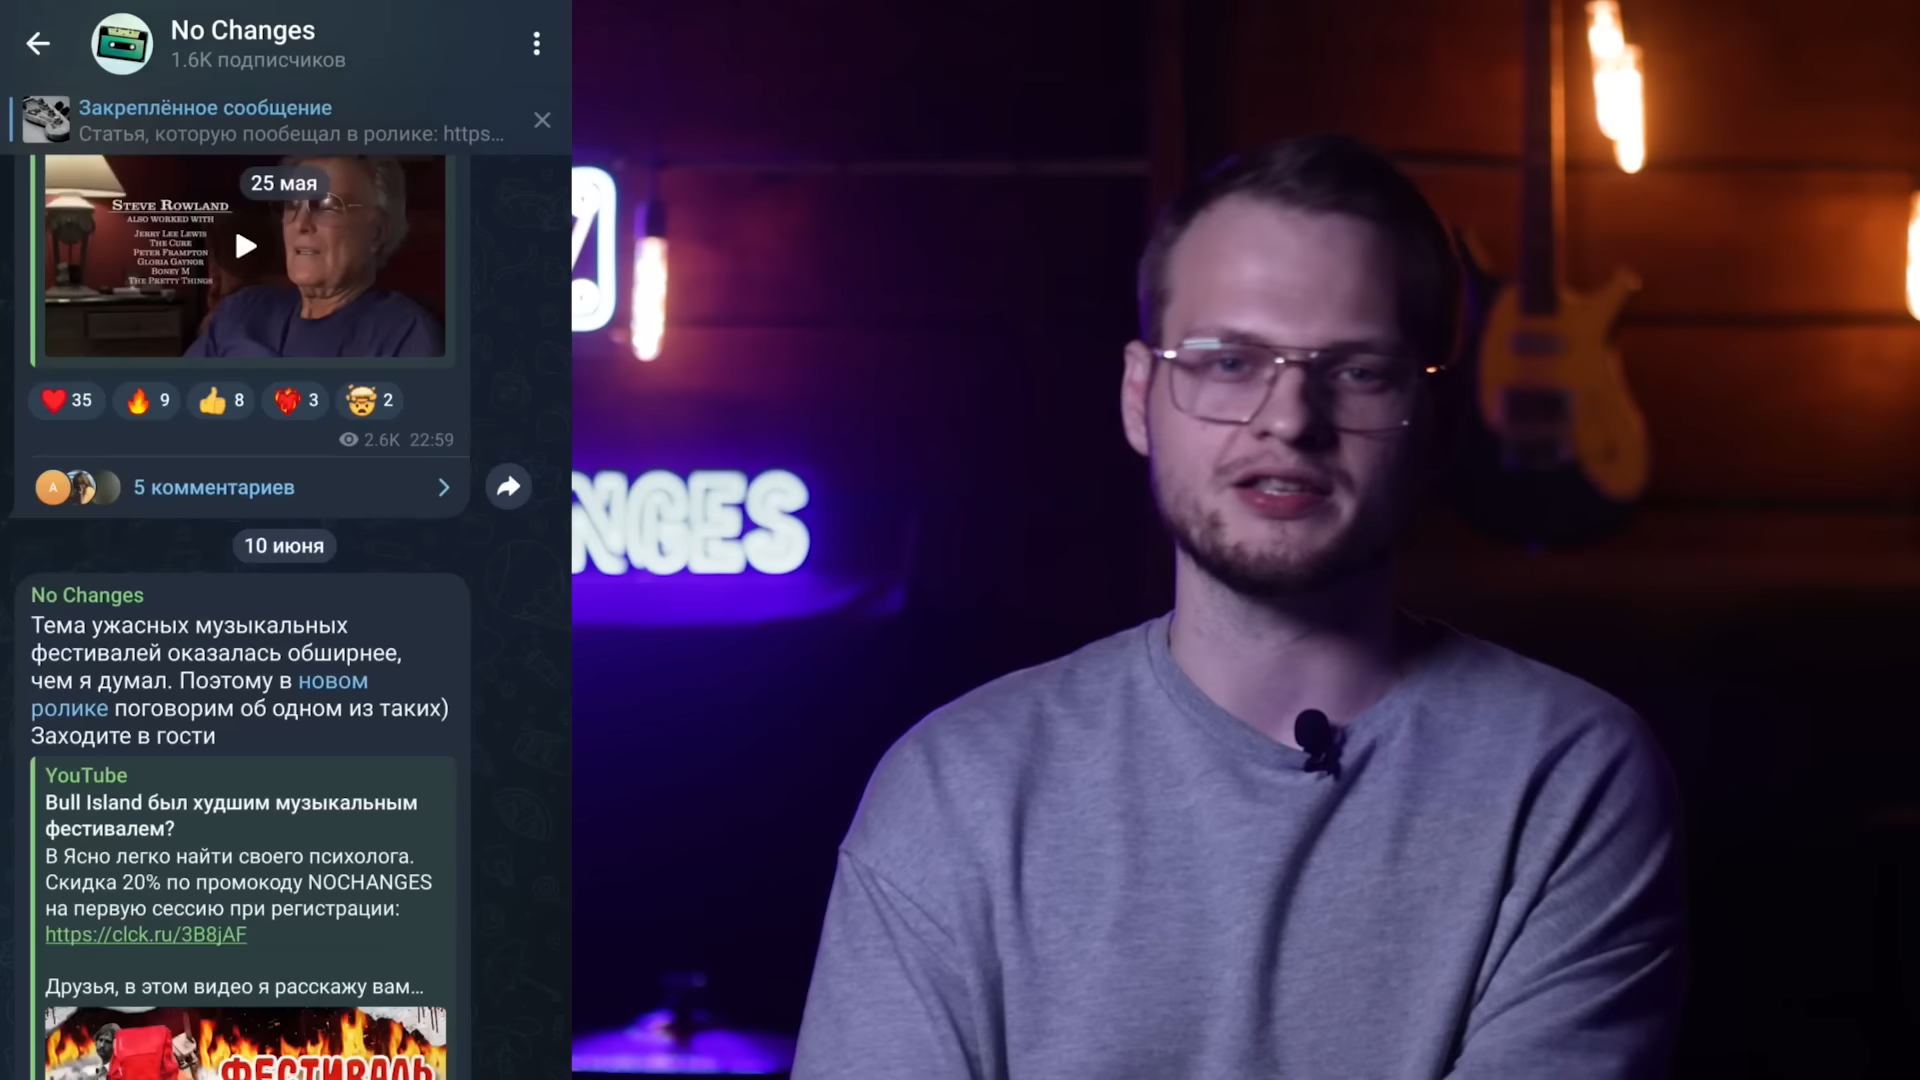 No Changes
1.6K подписчиков
Закреплённое сообщение
Статья, которую пообещал в ролике: https...
25 мая
STEVE ROWLAND
ALSO WORKED WITH
JERRY LEE LEWIS
THE CURE
PETER FRAMPTON
GLORIA GAYNOR
BONEY M
THE PRETTY THINGS
35
9
8
3
2
2.6K 22:59
A
5 комментариев
10 июня
No Changes
Тема ужасных музыкальных
фестивалей оказалась обширнее,
чем я думал. Поэтому в новом
ролике поговорим об одном из таких)
Заходите в гости
YouTube
Bull Island был худшим музыкальным
фестивалем?
В Ясно легко найти своего психолога.
Скидка 20% по промокоду NOCHANGES
на первую сессию при регистрации:
https://clck.ru/3B8jAF
Друзья, в этом видео я расскажу вам...
ФЕСТИВАЛЬ
NGES